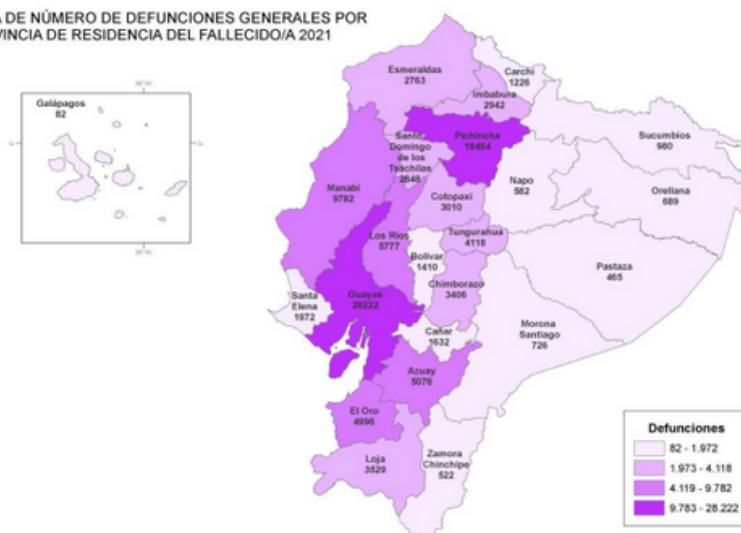 A DE NÚMERO DE DEFUNCIONES GENERALES POR
VINCIA DE RESIDENCIA DEL FALLECIDO/A 2021
Galápagos
82
Esmeraldas
2763
Carchi
1226
Imbabura
2942
Pichincha
18464
Santo
Domingo
de los
Tsáchilas
2848
Sucumbios
980
Napo
582
Orellana
689
Manabí
9782
Cotopaxi
3010
Los Ríos
5777
Tungurahua
4118
Bolívar
1410
Pastaza
465
Chimborazo
3406
Santa
Elena
1972
Guayas
28222
Cañar
1632
Morona
Santiago
726
Azuay
5076
El Oro
4996
Loja
3529
Zamora
Chinchipe
522
Defunciones
82 - 1.972
1.973 - 4.118
4.119 - 9.782
9.783 - 28.222